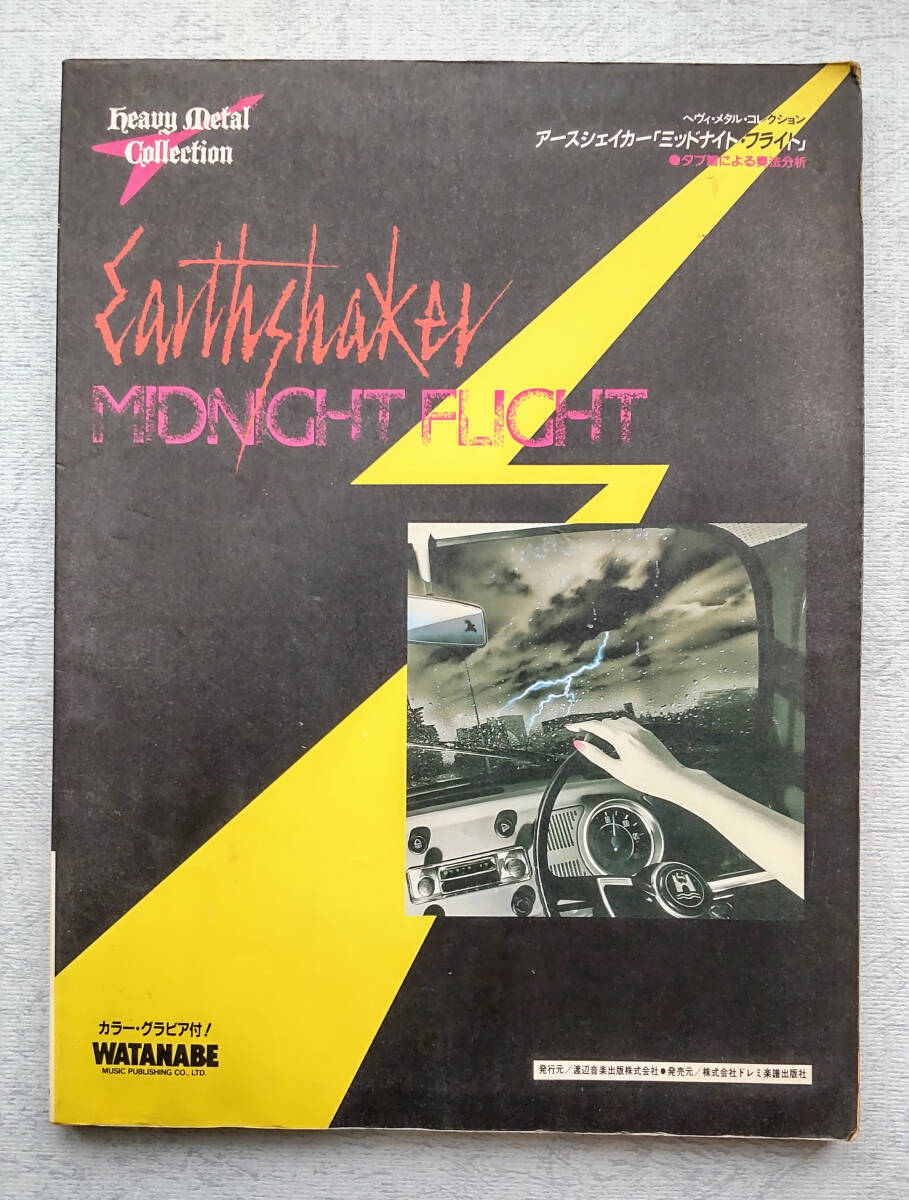 Heavy Metal
Collection
ヘヴィ・メタル・コレクション
アースシェイカー「ミッドナイト・フライト」
●タブ譜による奏法分析
Earthshaker
MIDNIGHT FLIGHT
カラー・グラビア付!
WATANABE
MUSIC PUBLISHING CO., LTD.
発行元/渡辺音楽出版株式会社●発売元/株式会社ドレミ楽譜出版社